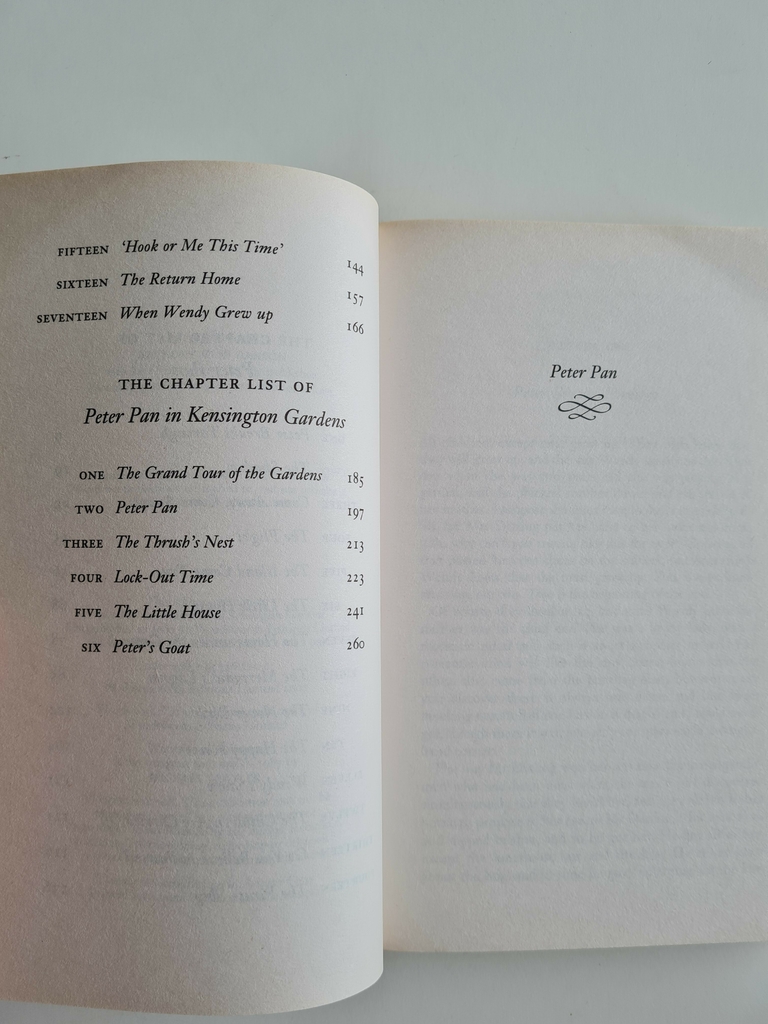 FIFTEEN 'Hook or Me This Time' 144
SIXTEEN The Return Home 157
SEVENTEEN When Wendy Grew up 166
THE CHAPTER LIST OF
Peter Pan in Kensington Gardens
ONE The Grand Tour of the Gardens 185
TWO Peter Pan 197
THREE The Thrush's Nest 213
FOUR Lock-Out Time 223
FIVE The Little House 241
SIX Peter's Goat 260
Peter Pan